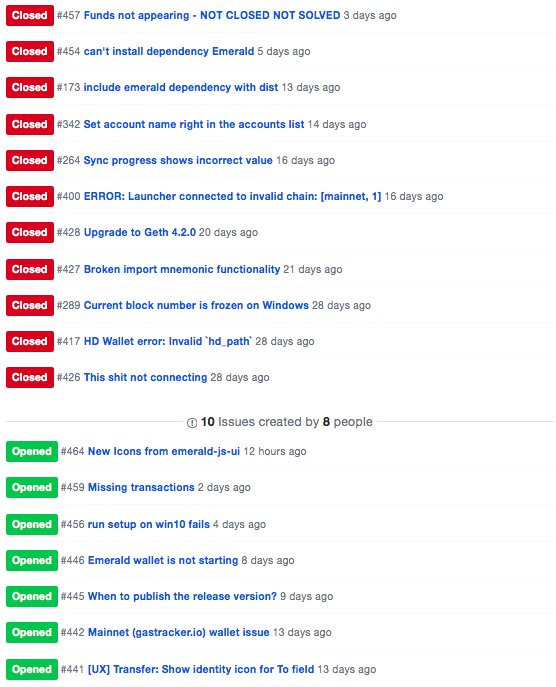 Closed #457 Funds not appearing - NOT CLOSED NOT SOLVED 3 days ago
Closed #454 can't install dependency Emerald 5 days ago
Closed #173 include emerald dependency with dist 13 days ago
Closed #342 Set account name right in the accounts list 14 days ago
Closed #264 Sync progress shows incorrect value 16 days ago
Closed #400 ERROR: Launcher connected to invalid chain: [mainnet, 1] 16 days ago
Closed #428 Upgrade to Geth 4.2.0 20 days ago
Closed #427 Broken import mnemonic functionality 21 days ago
Closed #289 Current block number is frozen on Windows 28 days ago
Closed #417 HD Wallet error: Invalid `hd_path` 28 days ago
Closed #426 This shit not connecting 28 days ago
10 Issues created by 8 people
Opened #464 New Icons from emerald-js-ui 12 hours ago
Opened #459 Missing transactions 2 days ago
Opened #456 run setup on win10 fails 4 days ago
Opened #446 Emerald wallet is not starting 8 days ago
Opened #445 When to publish the release version? 9 days ago
Opened #442 Mainnet (gastracker.io) wallet issue 13 days ago
Opened #441 [UX] Transfer: Show identity icon for To field 13 days ago